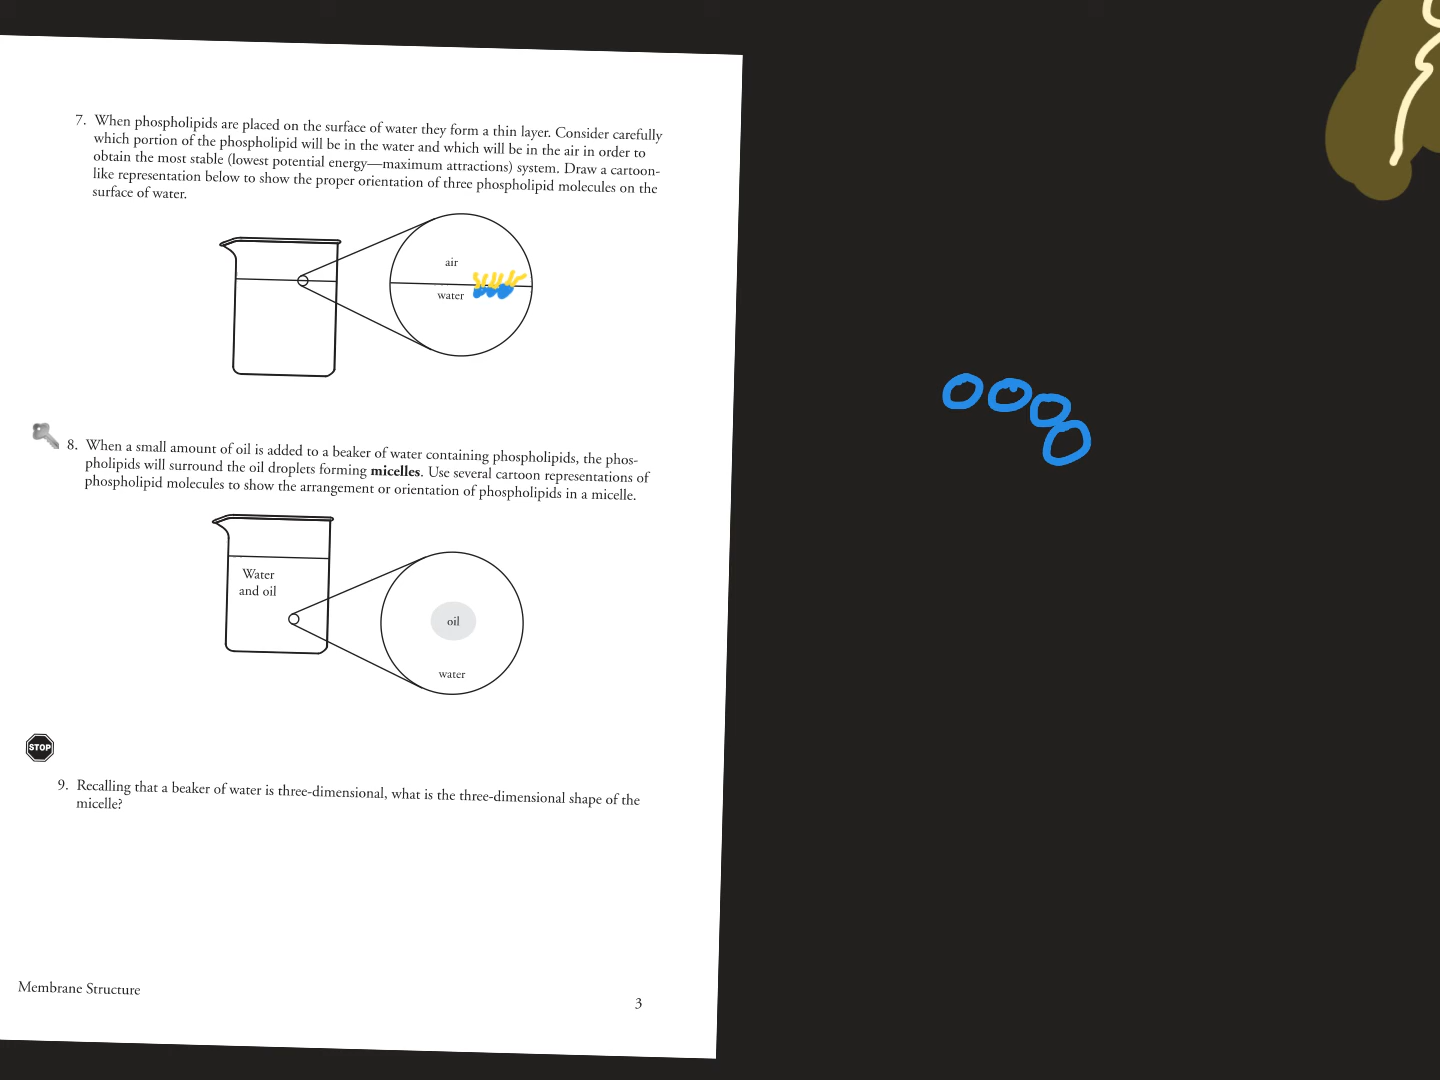 7. When phospholipids are placed on the surface of water they form a thin layer. Consider carefully
which portion of the phospholipid will be in the water and which will be in the air in order to
obtain the most stable (lowest potential energy—maximum attractions) system. Draw a cartoon-
like representation below to show the proper orientation of three phospholipid molecules on the
surface of water.
air
water
8. When a small amount of oil is added to a beaker of water containing phospholipids, the phos-
pholipids will surround the oil droplets forming micelles. Use several cartoon representations of
phospholipid molecules to show the arrangement or orientation of phospholipids in a micelle.
Water
and oil
oil
water
STOP
9. Recalling that a beaker of water is three-dimensional, what is the three-dimensional shape of the
micelle?
Membrane Structure
3